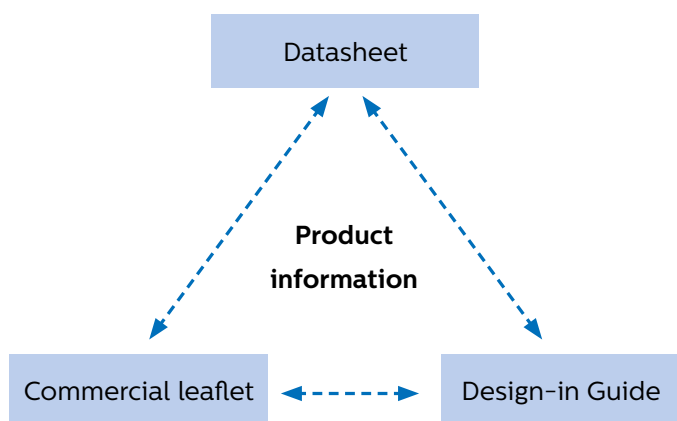 Datasheet
Product
information
Commercial leaflet
Design-in Guide